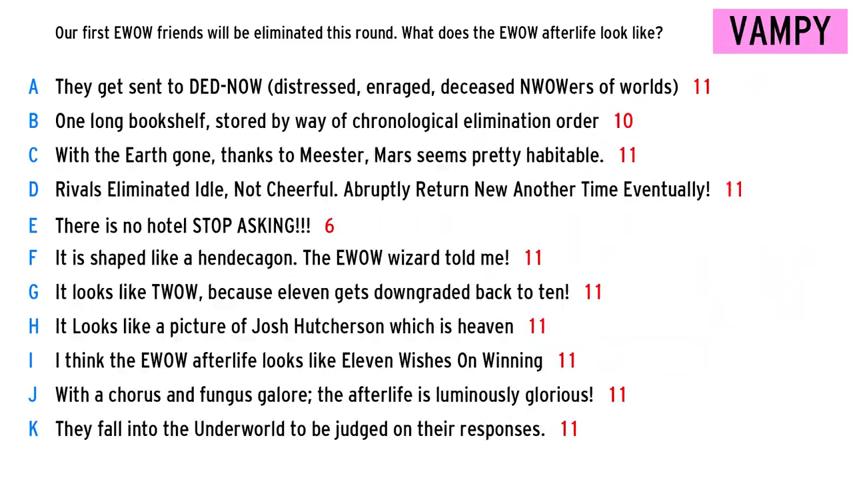 Our first EWOW friends will be eliminated this round. What does the EWOW afterlife look like?
VAMPY
A They get sent to DED-NOW (distressed, enraged, deceased NWOWers of worlds) 11
B One long bookshelf, stored by way of chronological elimination order 10
C With the Earth gone, thanks to Meester, Mars seems pretty habitable. 11
D Rivals Eliminated Idle, Not Cheerful. Abruptly Return New Another Time Eventually! 11
E There is no hotel STOP ASKING!!! 6
F It is shaped like a hendecagon. The EWOW wizard told me! 11
G It looks like TWOW, because eleven gets downgraded back to ten! 11
H It Looks like a picture of Josh Hutcherson which is heaven 11
I I think the EWOW afterlife looks like Eleven Wishes On Winning 11
J With a chorus and fungus galore; the afterlife is luminously glorious! 11
K They fall into the Underworld to be judged on their responses. 11